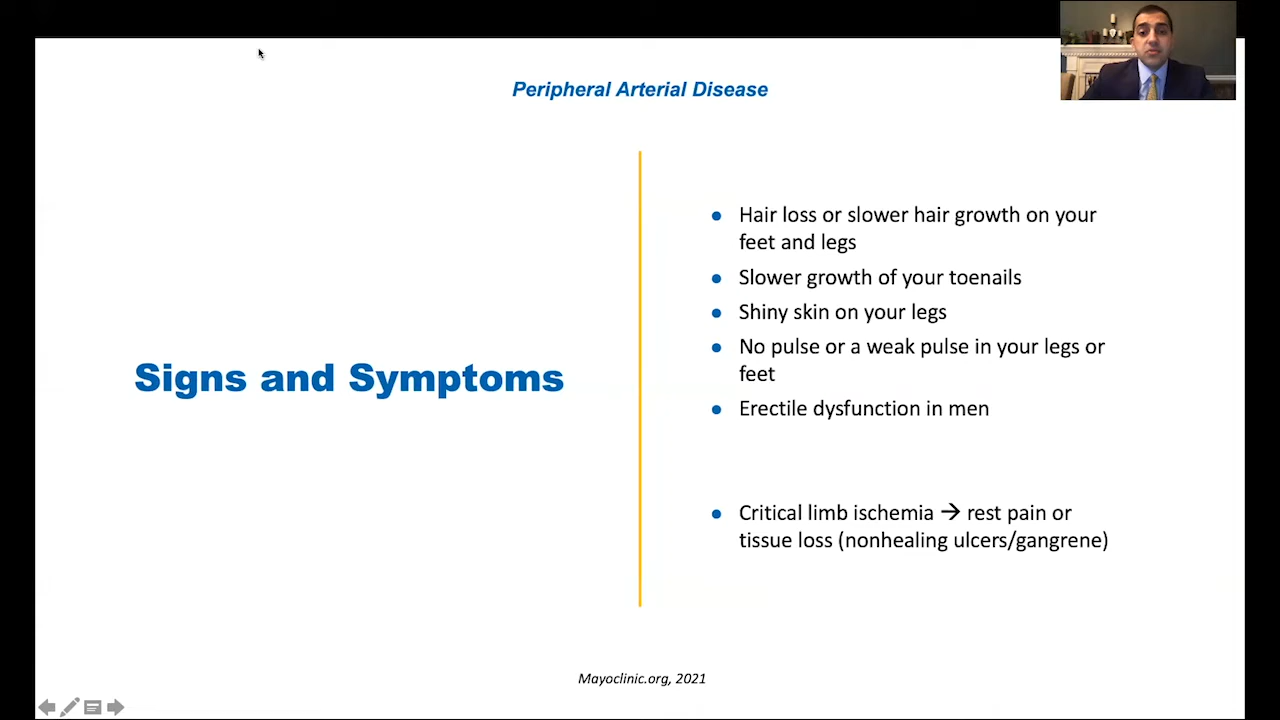 Peripheral Arterial Disease
Signs and Symptoms
● Hair loss or slower hair growth on your
feet and legs
● Slower growth of your toenails
● Shiny skin on your legs
● No pulse or a weak pulse in your legs or
feet
● Erectile dysfunction in men
● Critical limb ischemia → rest pain or
tissue loss (nonhealing ulcers/gangrene)
Mayoclinic.org, 2021